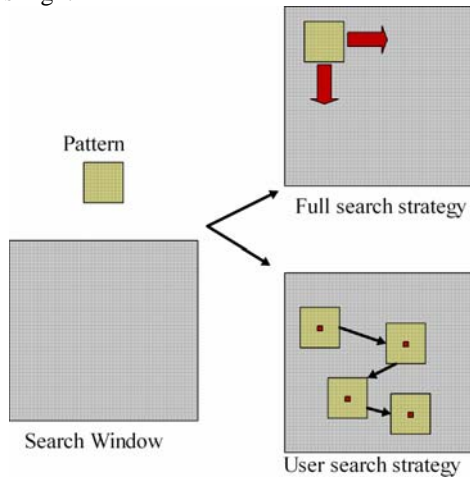 Pattern
Full search strategy
Search Window
User search strategy